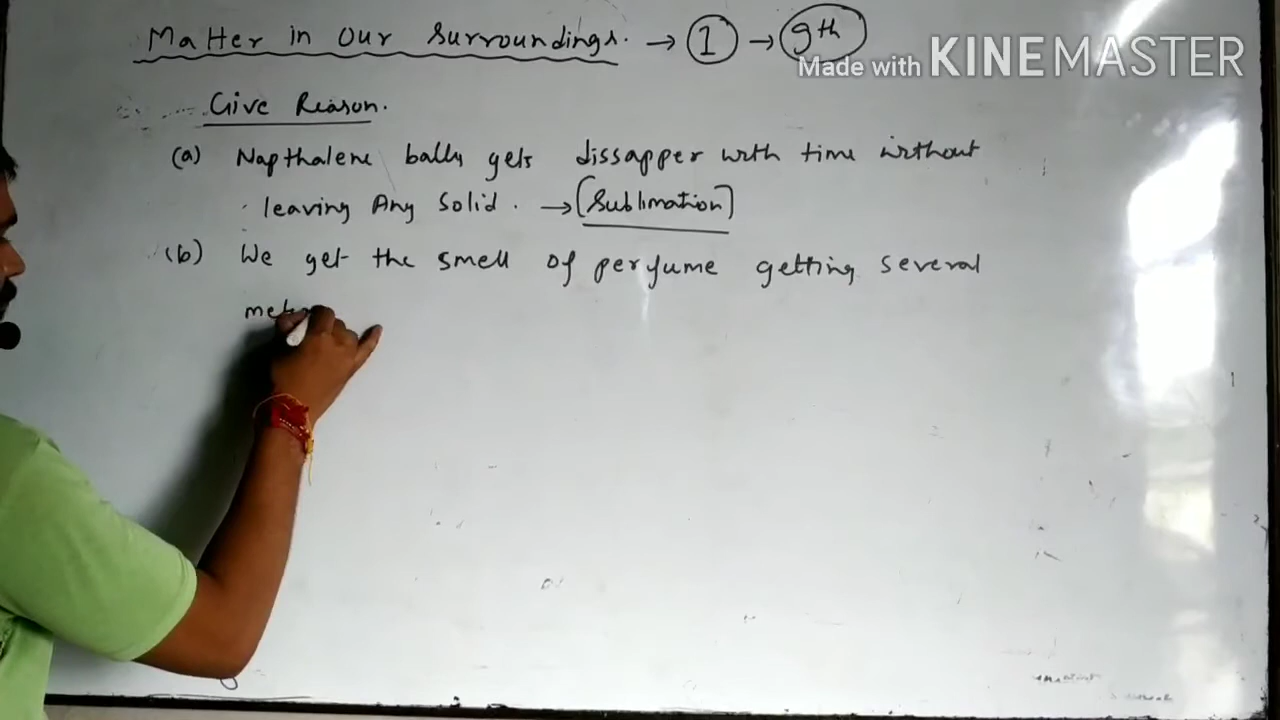 Matter in our surroundings. → 1 → 9th
Made with KINEMASTER
Give Reason.
(a) Napthalene bally gets dissapper with time without
leaving Any Solid. → [Sublimation]
(b) We get the smell of perfume getting several